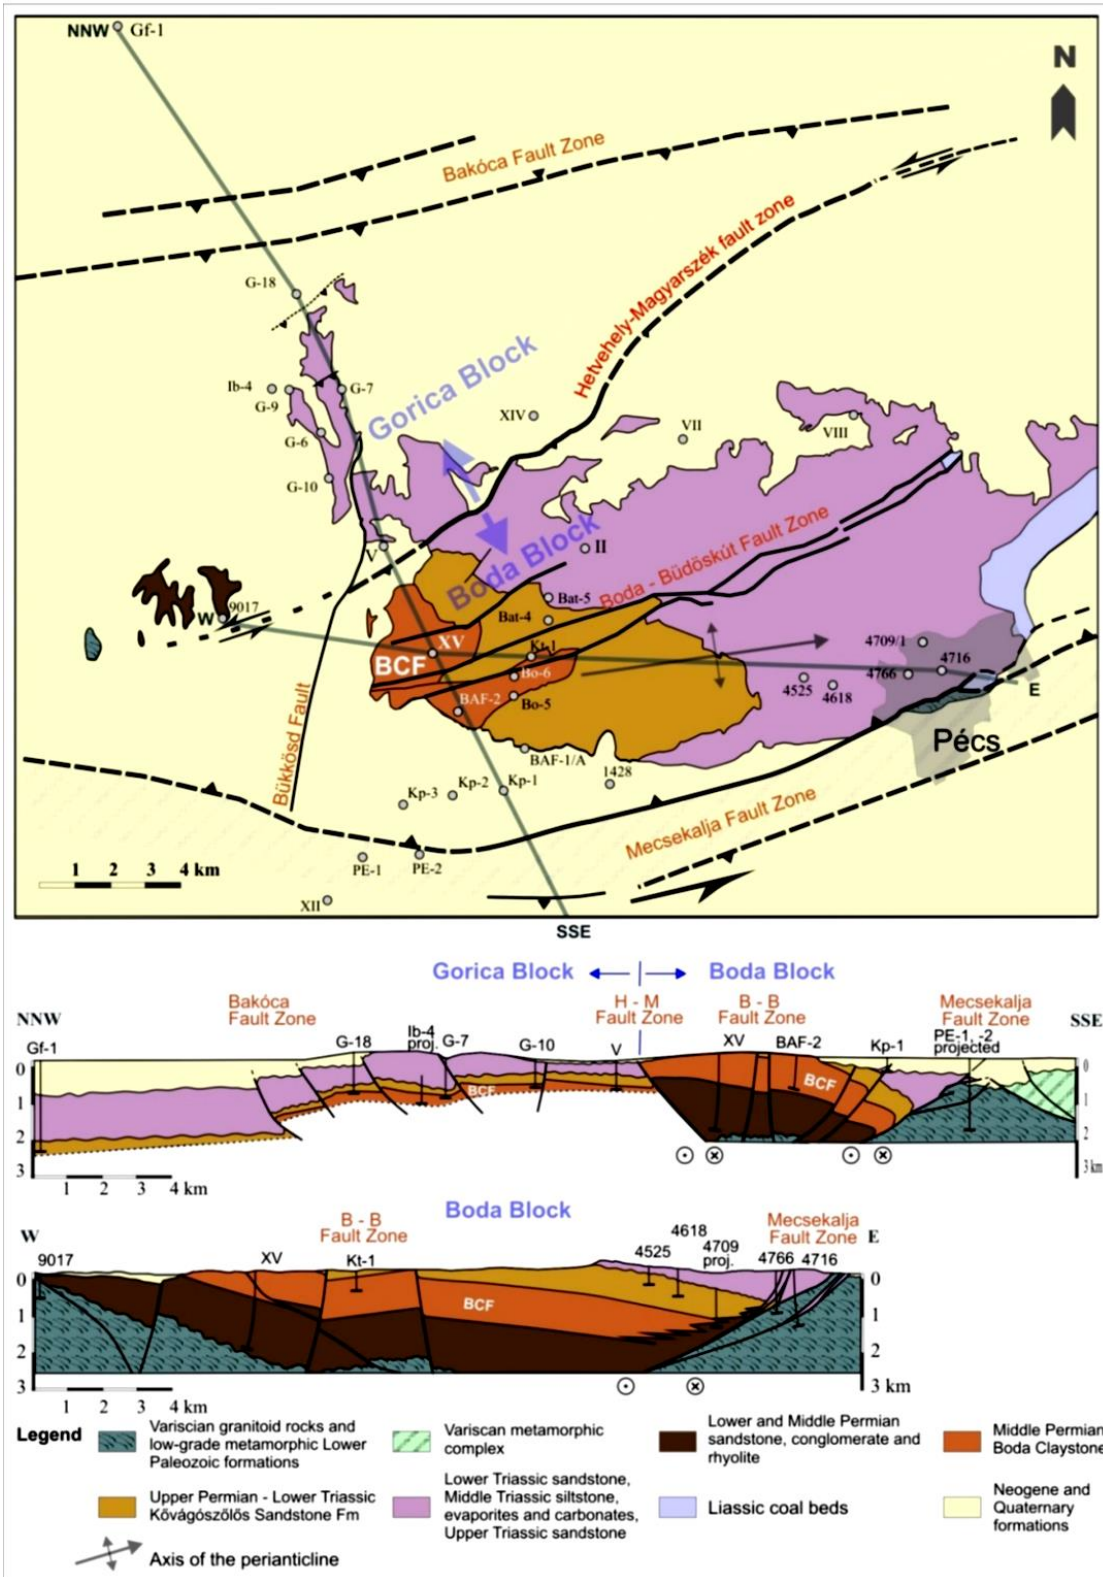 NNW
Gf-1
N
Bakóca Fault Zone
Hetvehely-Magyarszék fault zone
G-18
Ib-4
G-9
G-7
G-6
G-10
Gorica Block
XIV
VII
VIII
V
Boda Block
II
Boda - Büdöskút Fault Zone
W
9017
Bat-5
Bat-4
XV
BCF
Kt-1
Bo-6
BAF-2
Bo-5
4709/1
4766
4716
4525
4618
E
Pécs
BAF-1/A
1428
Bükkösd Fault
Kp-3
Kp-2
Kp-1
PE-1
PE-2
Mecsekalja Fault Zone
XII
1 2 3 4 km
SSE
Gorica Block
Boda Block
NNW
Bakóca
Fault Zone
H - M
Fault Zone
B - B
Fault Zone
Mecsekalja
Fault Zone
SSE
Gf-1
G-18
Ib-4
proj.
G-7
G-10
V
XV
BAF-2
Kp-1
PE-1, -2
projected
0
1
2
3
BCF
BCF
0
1
2
3 km
1 2 3 4 km
Boda Block
W
B - B
Fault Zone
Mecsekalja
Fault Zone
E
9017
XV
Kt-1
4525
4618
4709
proj.
4766
4716
0
1
2
3
BCF
0
1
2
3 km
1 2 3 4 km
Legend
Variscian granitoid rocks and
low-grade metamorphic Lower
Paleozoic formations
Variscan metamorphic
complex
Lower and Middle Permian
sandstone, conglomerate and
rhyolite
Middle Permian
Boda Claystone
Upper Permian - Lower Triassic
Kővágószőlős Sandstone Fm
Lower Triassic sandstone,
Middle Triassic siltstone,
evaporites and carbonates,
Upper Triassic sandstone
Liassic coal beds
Neogene and
Quaternary
formations
Axis of the perianticline